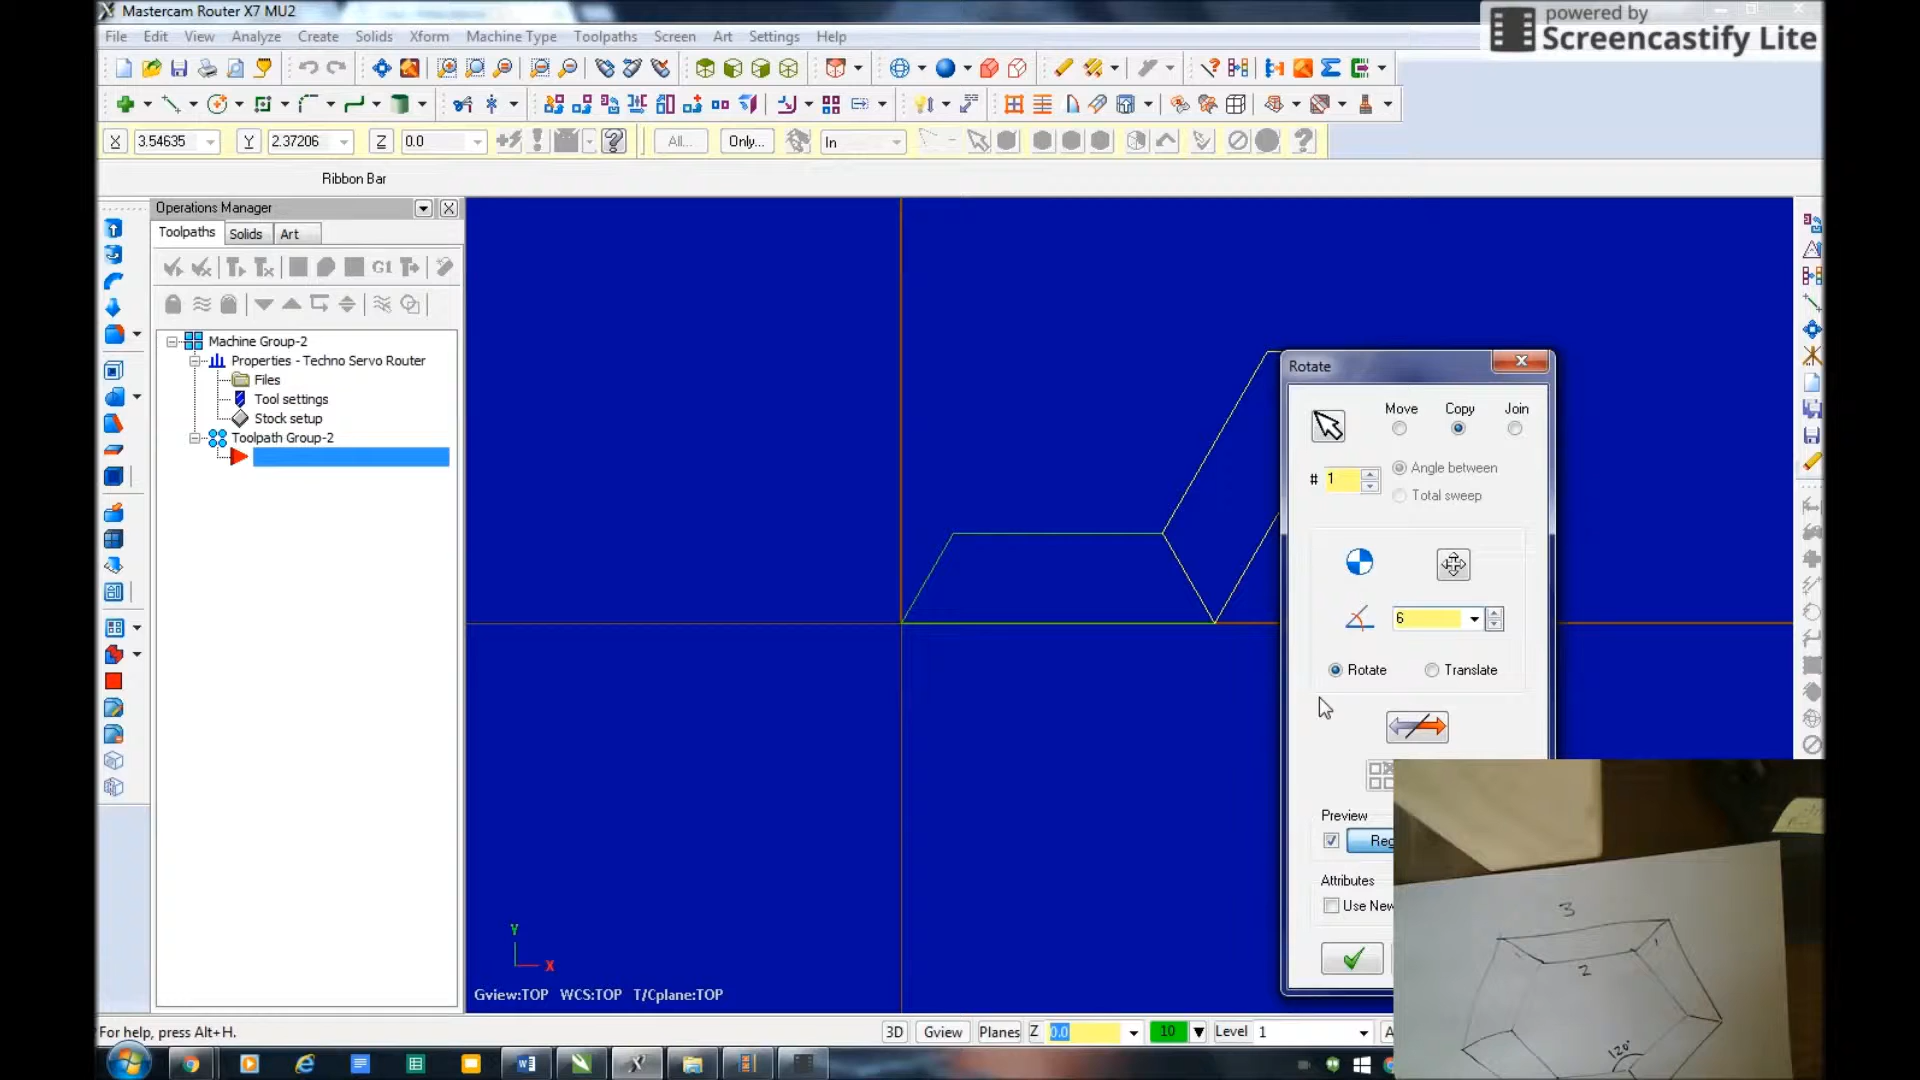 Mastercam Router X7 MU2
powered by
Screencastify Lite
File Edit View Analyze Create Solids Xform Machine Type Toolpaths Screen Art Settings Help
X 3.54635 Y 2.37206 Z 0.0 All... Only... In
Ribbon Bar
Operations Manager
Toolpaths Solids Art
G1
Machine Group-2
Properties - Techno Servo Router
Files
Tool settings
Stock setup
Toolpath Group-2
Rotate
Move Copy Join
# 1 Angle between
Total sweep
6
Rotate Translate
Preview
Attributes
Use New
Y
X
Gview:TOP WCS:TOP T/Cplane:TOP
3
1
2
120°
For help, press Alt+H.
3D Gview Planes Z 0.0 10 Level 1